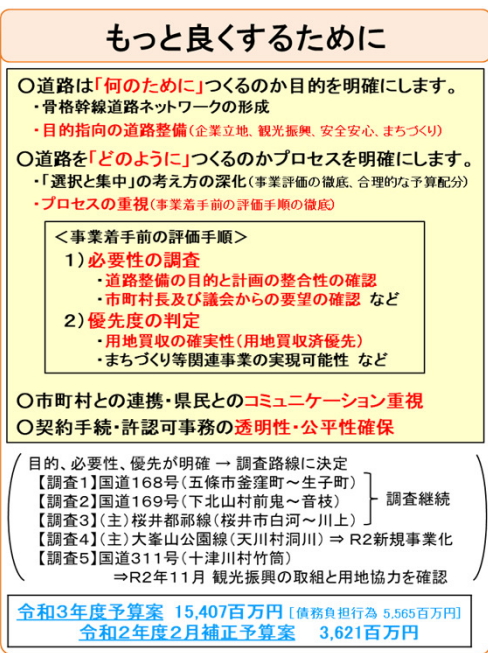 もっと良くするために
〇道路は「何のために」つくるのか目的を明確にします。
・骨格幹線道路ネットワークの形成
・目的指向の道路整備(企業立地、観光振興、安全安心、まちづくり)
〇道路を「どのように」つくるのかプロセスを明確にします。
・「選択と集中」の考え方の深化(事業評価の徹底、合理的な予算配分)
・プロセスの重視(事業着手前の評価手順の徹底)
＜事業着手前の評価手順＞
１）必要性の調査
・道路整備の目的と計画の整合性の確認
・市町村長及び議会からの要望の確認 など
２）優先度の判定
・用地買収の確実性(用地買収済優先)
・まちづくり等関連事業の実現可能性 など
〇市町村との連携・県民とのコミュニケーション重視
〇契約手続・許認可事務の透明性・公平性確保
目的、必要性、優先が明確 → 調査路線に決定
【調査1】国道168号(五條市釜窪町～生子町)
【調査2】国道169号(下北山村前鬼～音枝)
【調査3】(主)桜井都祁線(桜井市白河～川上)
調査継続
【調査4】(主)大峯山公園線(天川村洞川) ⇒ R2新規事業化
【調査5】国道311号(十津川村竹筒)
⇒R2年11月 観光振興の取組と用地協力を確認
令和３年度予算案 15,407百万円 [債務負担行為 5,565百万円]
令和２年度２月補正予算案 3,621百万円